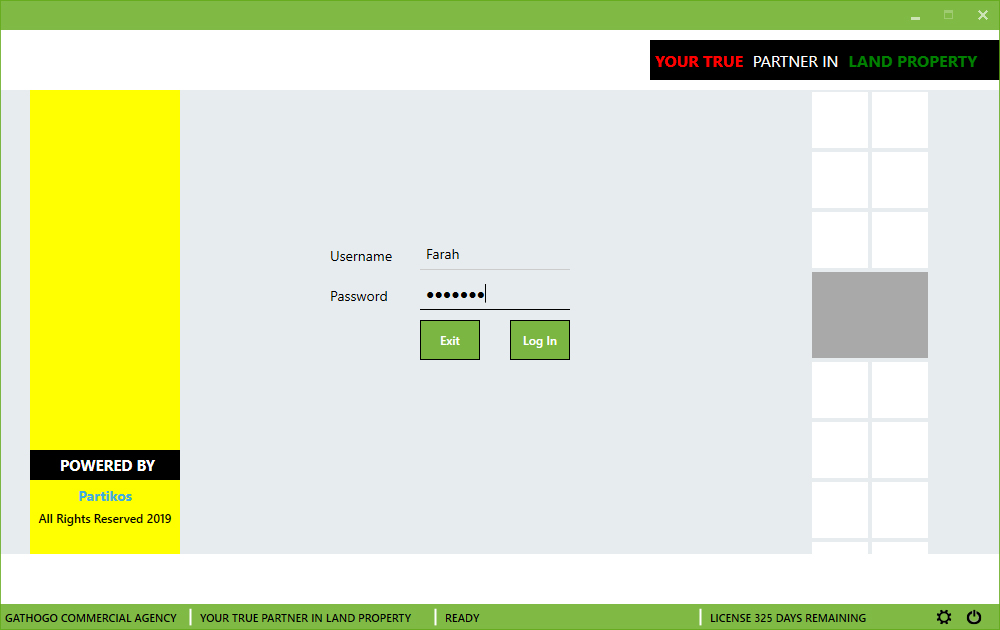 YOUR TRUE PARTNER IN LAND PROPERTY
Username Farah
Password •••••••
Exit Log In
POWERED BY
Partikos
All Rights Reserved 2019
GATHOGO COMMERCIAL AGENCY YOUR TRUE PARTNER IN LAND PROPERTY READY LICENSE 325 DAYS REMAINING